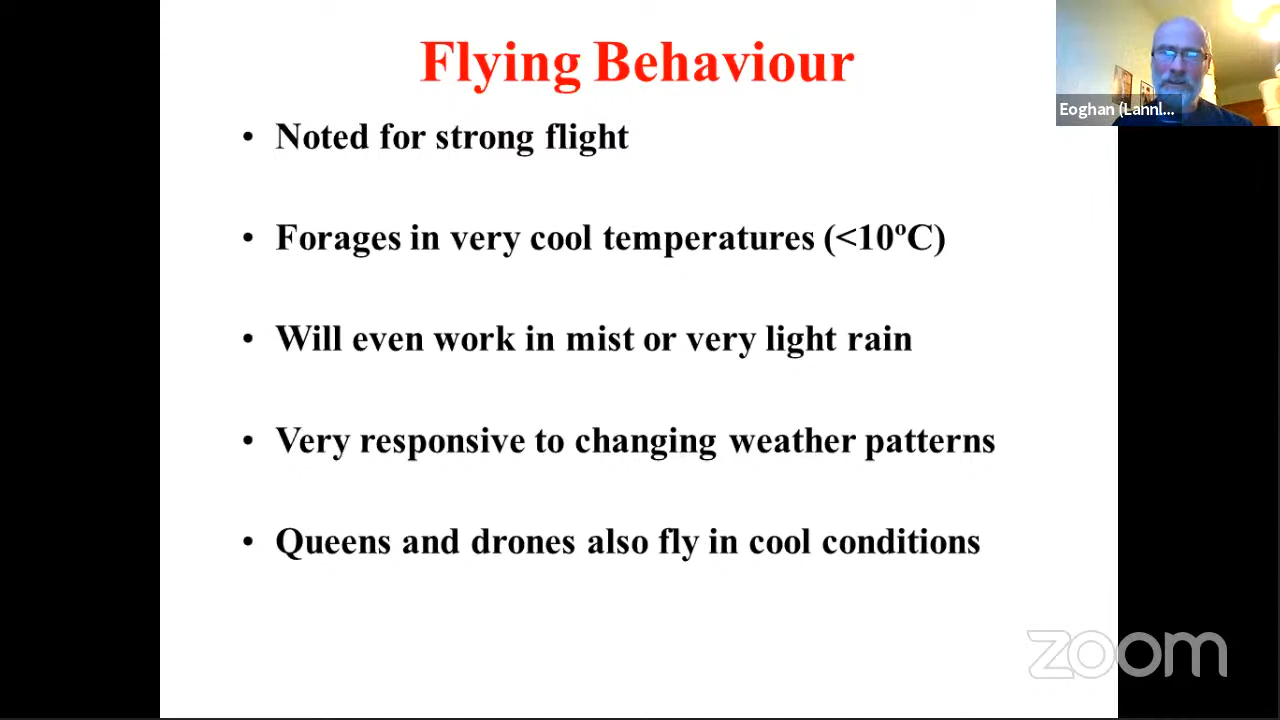 Flying Behaviour
Eoghan (Lannl...
• Noted for strong flight
• Forages in very cool temperatures (<10ºC)
• Will even work in mist or very light rain
• Very responsive to changing weather patterns
• Queens and drones also fly in cool conditions
zoom